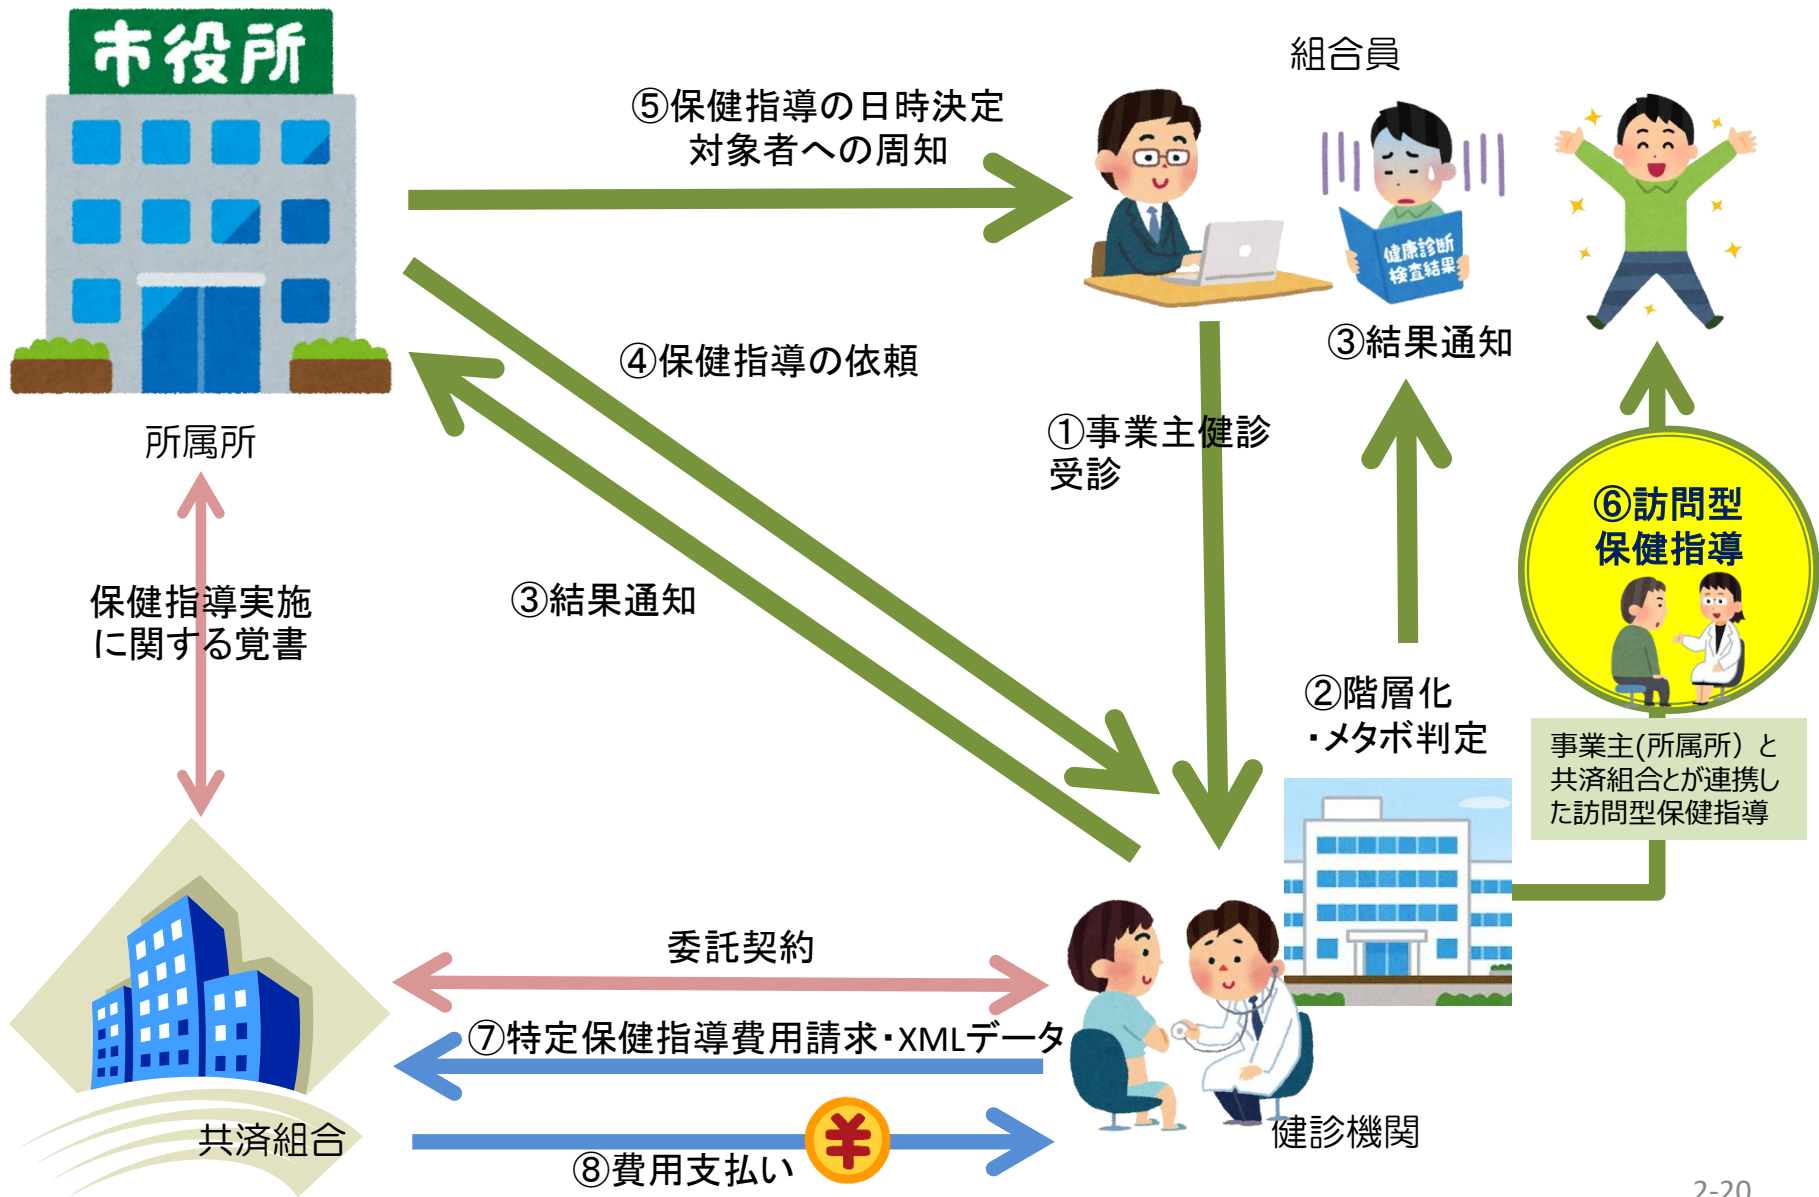 市役所
組合員
⑤保健指導の日時決定
対象者への周知
健康診断
検査結果
③結果通知
④保健指導の依頼
①事業主健診
受診
所属所
⑥訪問型
保健指導
保健指導実施
に関する覚書
③結果通知
②階層化
・メタボ判定
事業主(所属所）と
共済組合とが連携し
た訪問型保健指導
委託契約
⑦特定保健指導費用請求・XMLデータ
共済組合
⑧費用支払い
¥
健診機関
2-20